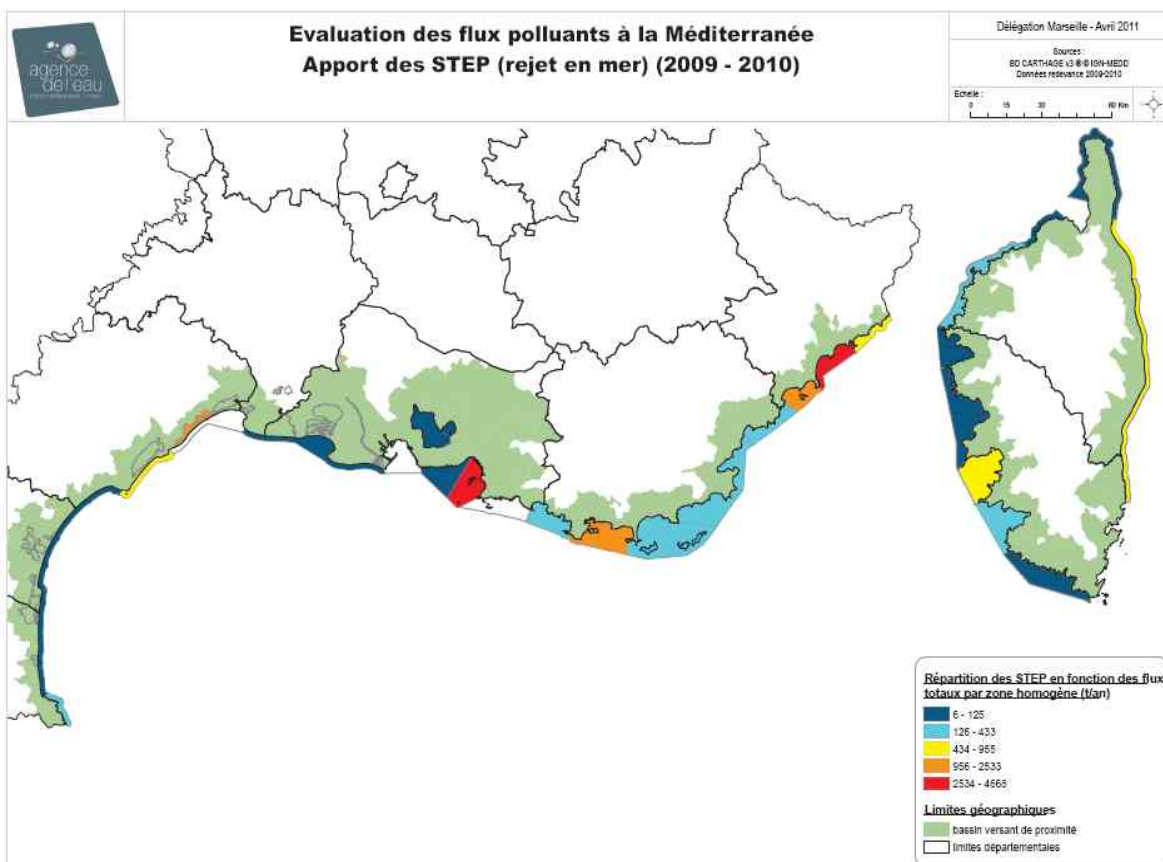 agence
de l'eau
Evaluation des flux polluants à la Méditerranée
Apport des STEP (rejet en mer) (2009 - 2010)
Délégation Marseille - Avril 2011
Sources :
BD CARTHAGE v3 ® © IGN-MEDD
Données redevance 2009-2010
Echelle :
0 15 30 60 Km
Répartition des STEP en fonction des flux
totaux par zone homogène (t/an)
6 - 125
126 - 433
434 - 955
956 - 2533
2534 - 4668
Limites géographiques
bassin versant de proximité
limites départementales